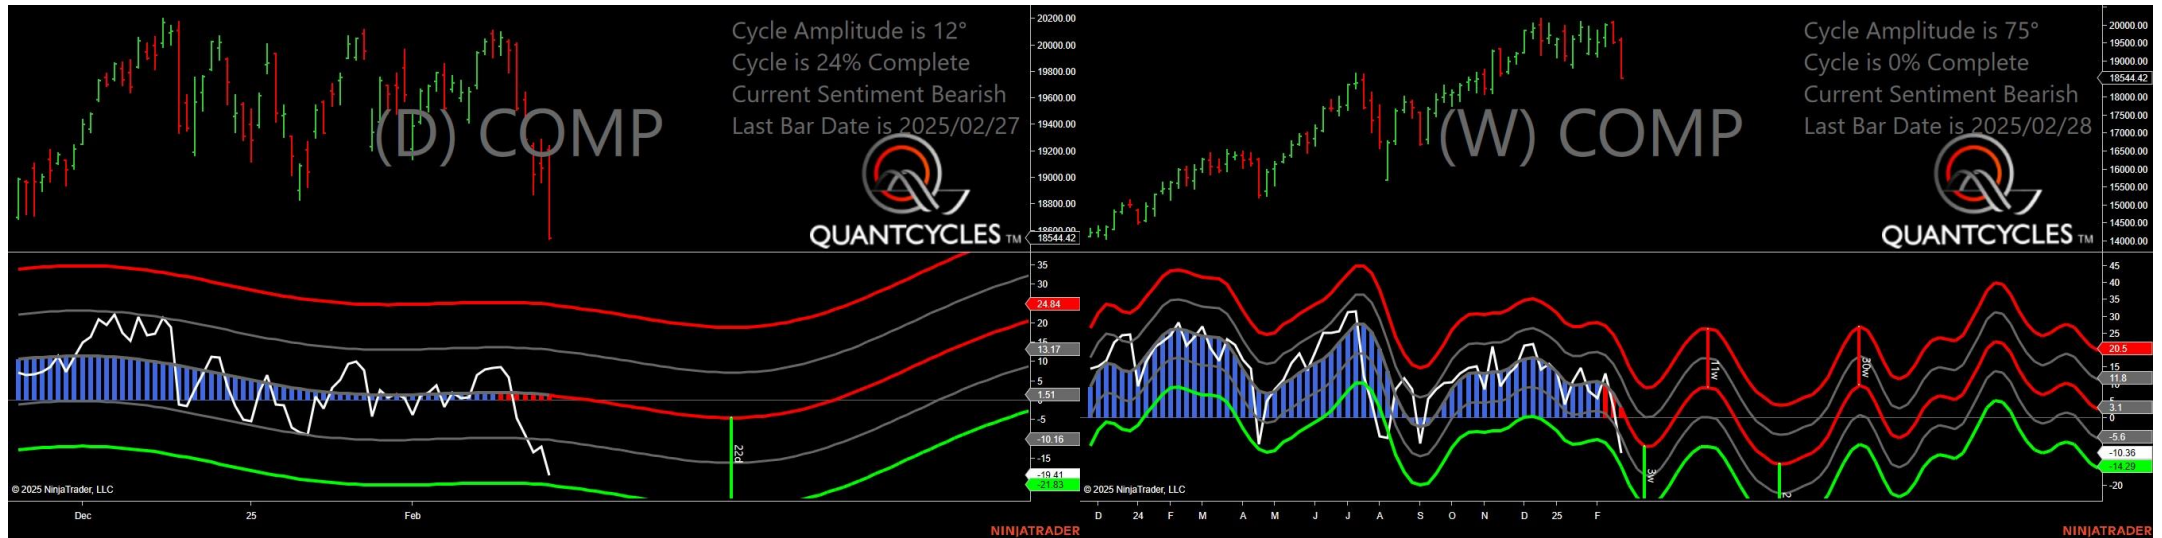 Cycle Amplitude is 12°
Cycle is 24% Complete
Current Sentiment Bearish
Last Bar Date is 2025/02/27
(D) COMP
QUANTCYCLES TM
20200.00
20000.00
19800.00
19600.00
19400.00
19200.00
19000.00
18800.00
18544.42
35
30
24.84
20
13.17
10
5
1.51
-5
-10.16
-15
-19.41
-21.83
22d
© 2025 NinjaTrader, LLC
Dec
25
Feb
NINJATRADER
Cycle Amplitude is 75°
Cycle is 0% Complete
Current Sentiment Bearish
Last Bar Date is 2025/02/28
(W) COMP
QUANTCYCLES TM
20000.00
19500.00
19000.00
18544.42
18000.00
17500.00
17000.00
16500.00
16000.00
15500.00
15000.00
14500.00
14000.00
45
40
35
30
25
20.5
15
11.8
3.1
0
-5.6
-10.36
-14.29
-20
3w
11w
30w
© 2025 NinjaTrader, LLC
D 24 F M A M J J A S O N D 25 F
NINJATRADER